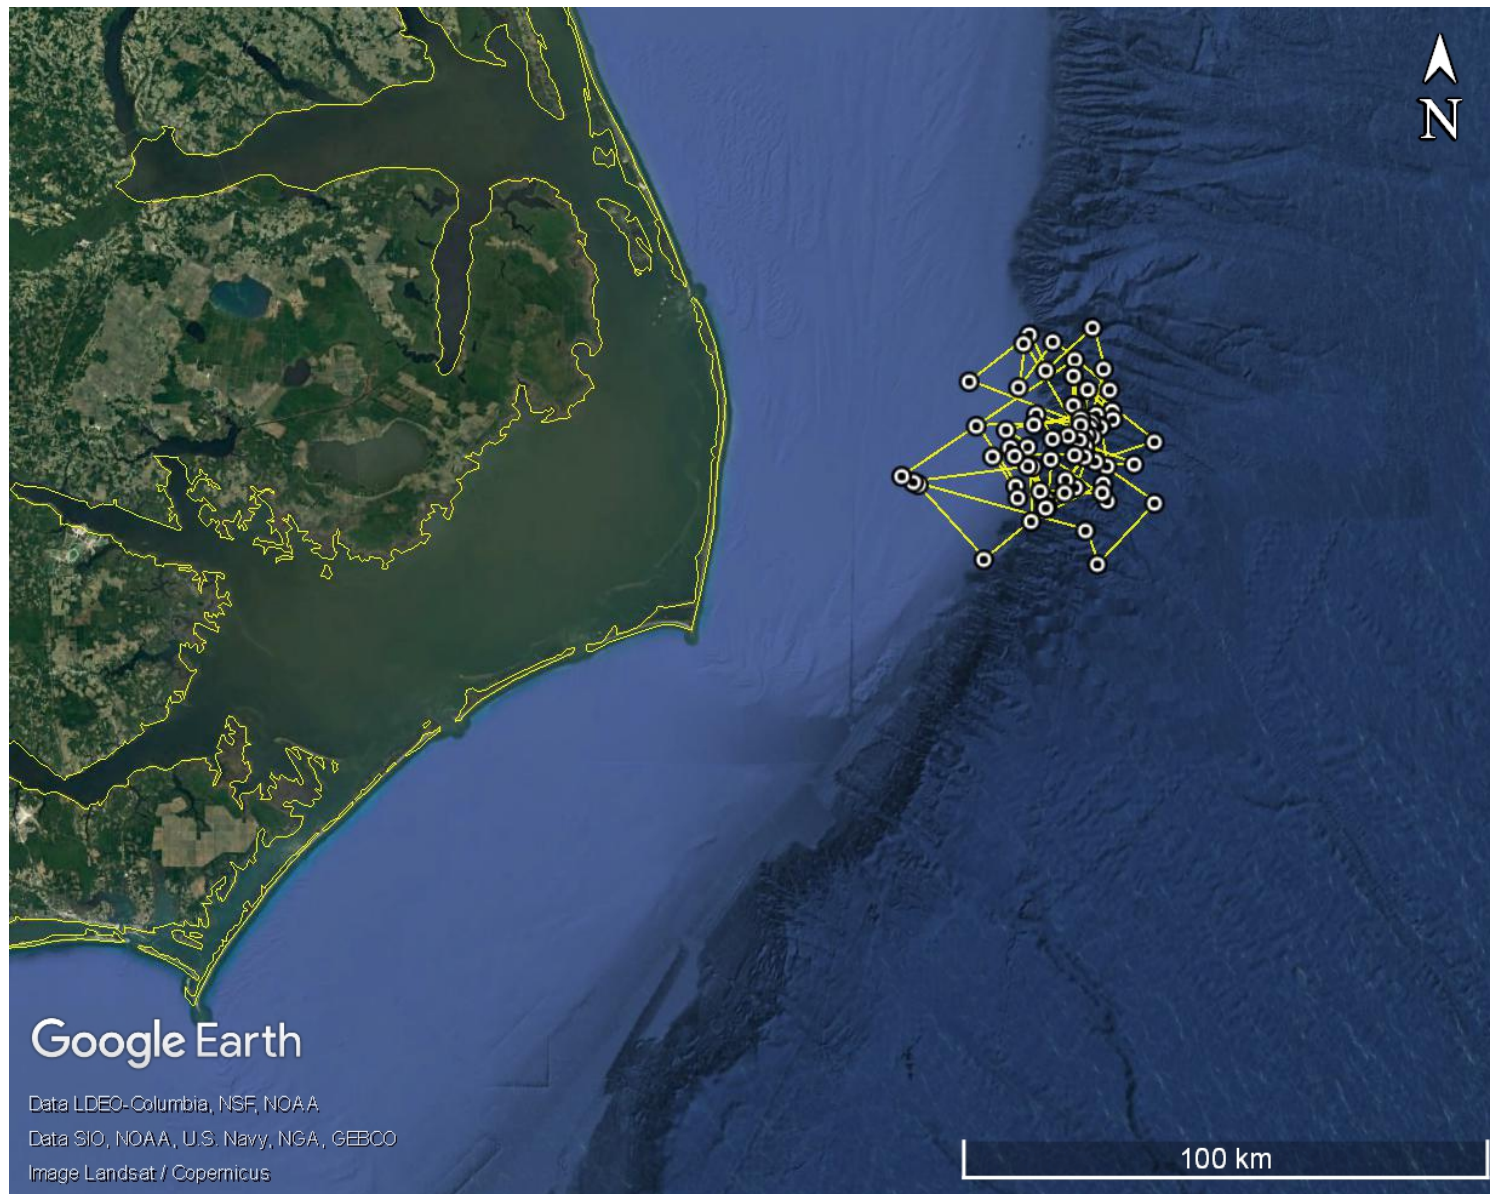 N
100 km
Google Earth
Data LDEO-Columbia, NSF, NOAA
Data SIO, NOAA, U.S. Navy, NGA, GEBCO
Image Landsat / Copernicus